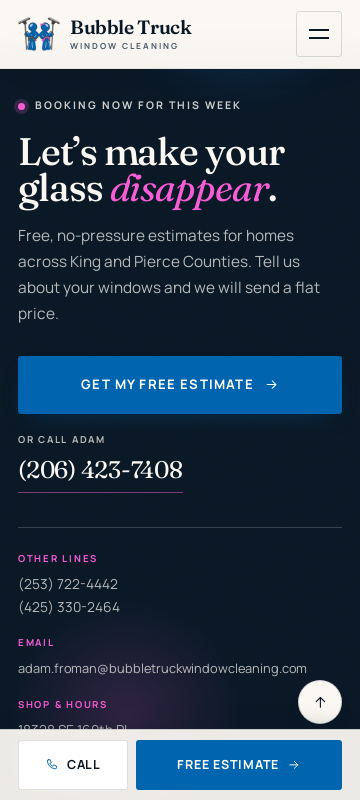 Bubble Truck
WINDOW CLEANING
BOOKING NOW FOR THIS WEEK
Let’s make your
glass disappear.
Free, no-pressure estimates for homes
across King and Pierce Counties. Tell us
about your windows and we will send a flat
price.
GET MY FREE ESTIMATE →
OR CALL ADAM
(206) 423-7408
OTHER LINES
(253) 722-4442
(425) 330-2464
EMAIL
adam.froman@bubbletruckwindowcleaning.com
SHOP & HOURS
CALL
FREE ESTIMATE →